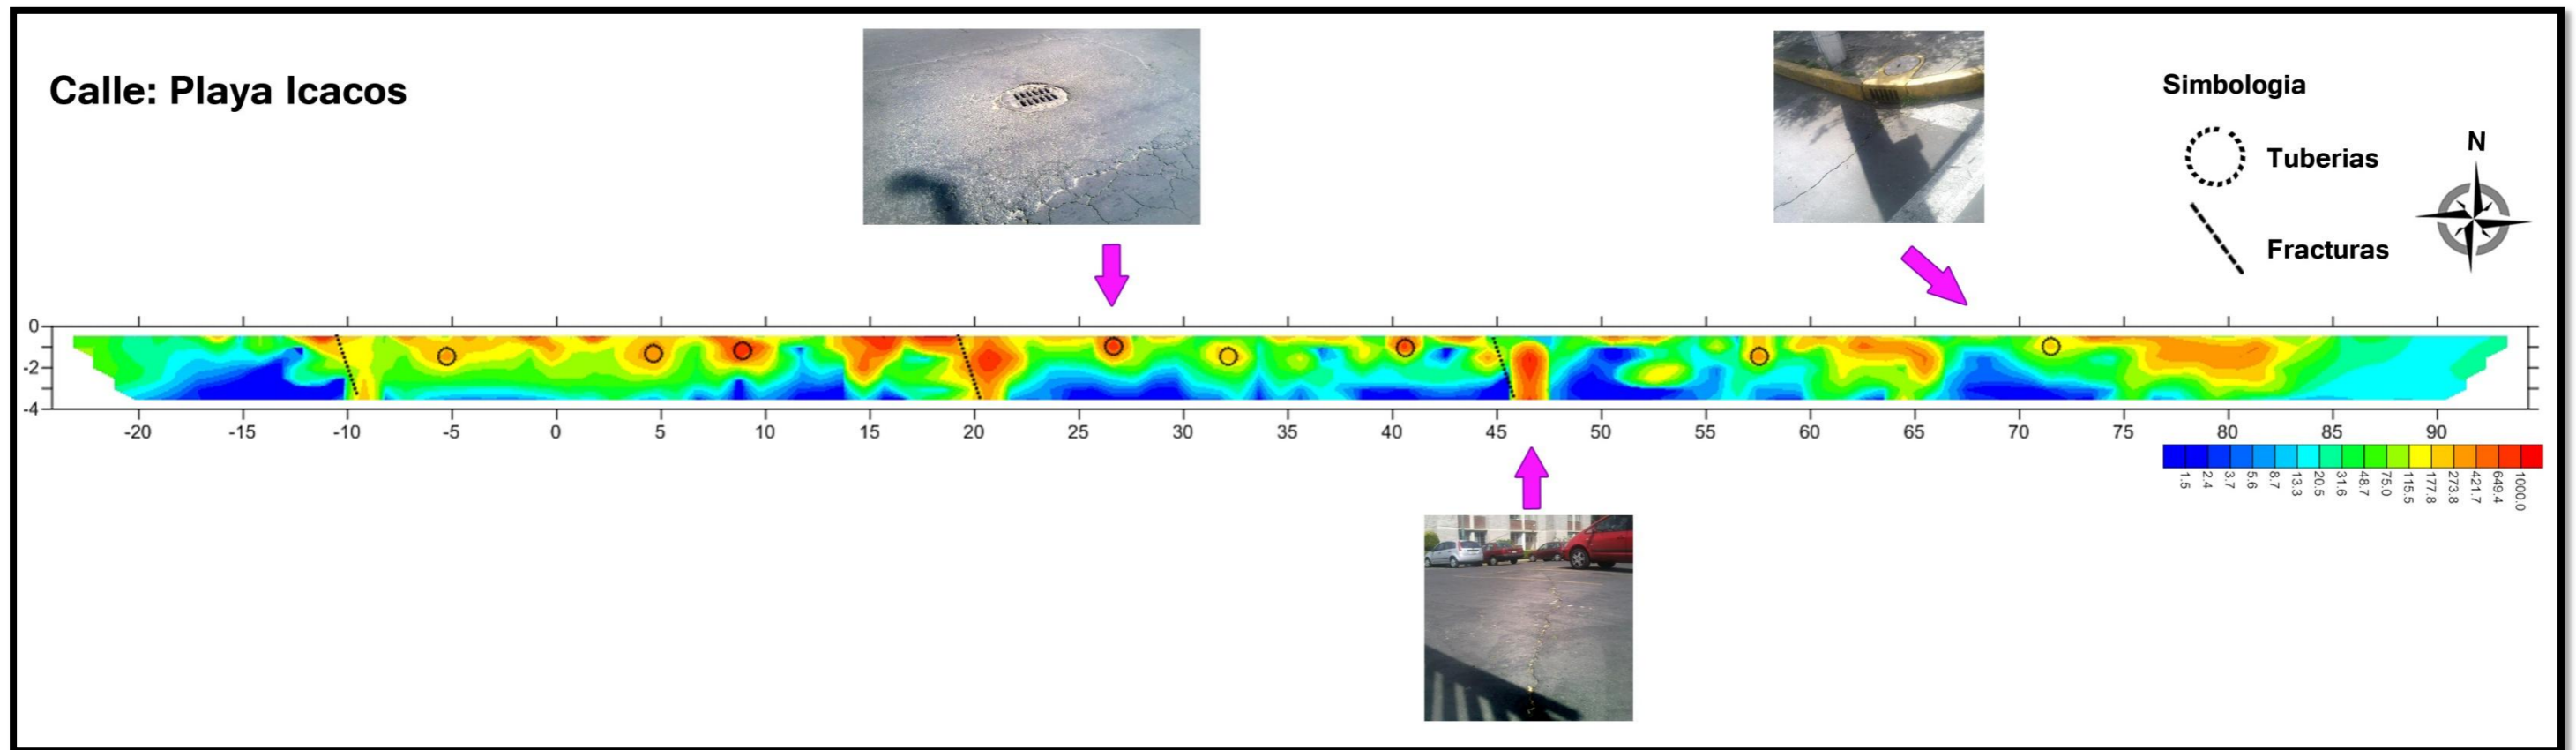 Calle: Playa Icacos
Simbologia
N
Tuberias
Fracturas
0
-2
-4
-20 -15 -10 -5 0 5 10 15 20 25 30 35 40 45 50 55 60 65 70 75 80 85 90
1.5 2.4 3.7 5.6 8.7 13.3 20.5 31.6 48.7 75.0 115.5 177.8 273.8 421.7 649.4 1000.0